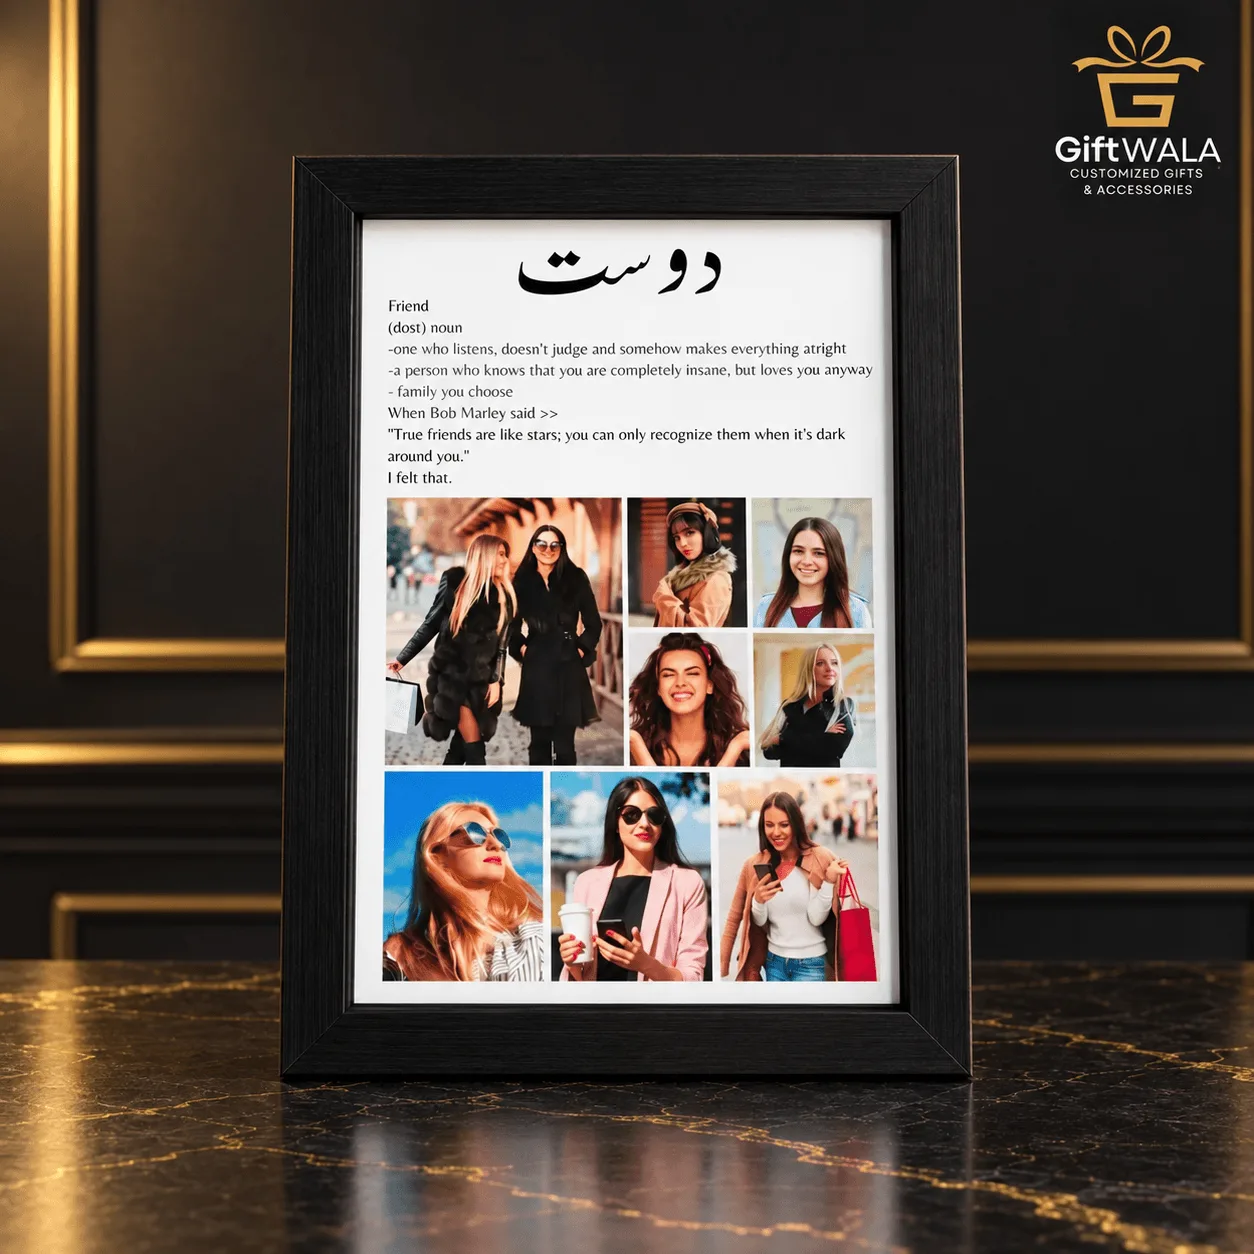 GiftWALA
CUSTOMIZED GIFTS
& ACCESSORIES
دوست
Friend
(dost) noun
-one who listens, doesn't judge and somehow makes everything atright
-a person who knows that you are completely insane, but loves you anyway
- family you choose
When Bob Marley said >>
"True friends are like stars; you can only recognize them when it's dark
around you."
I felt that.